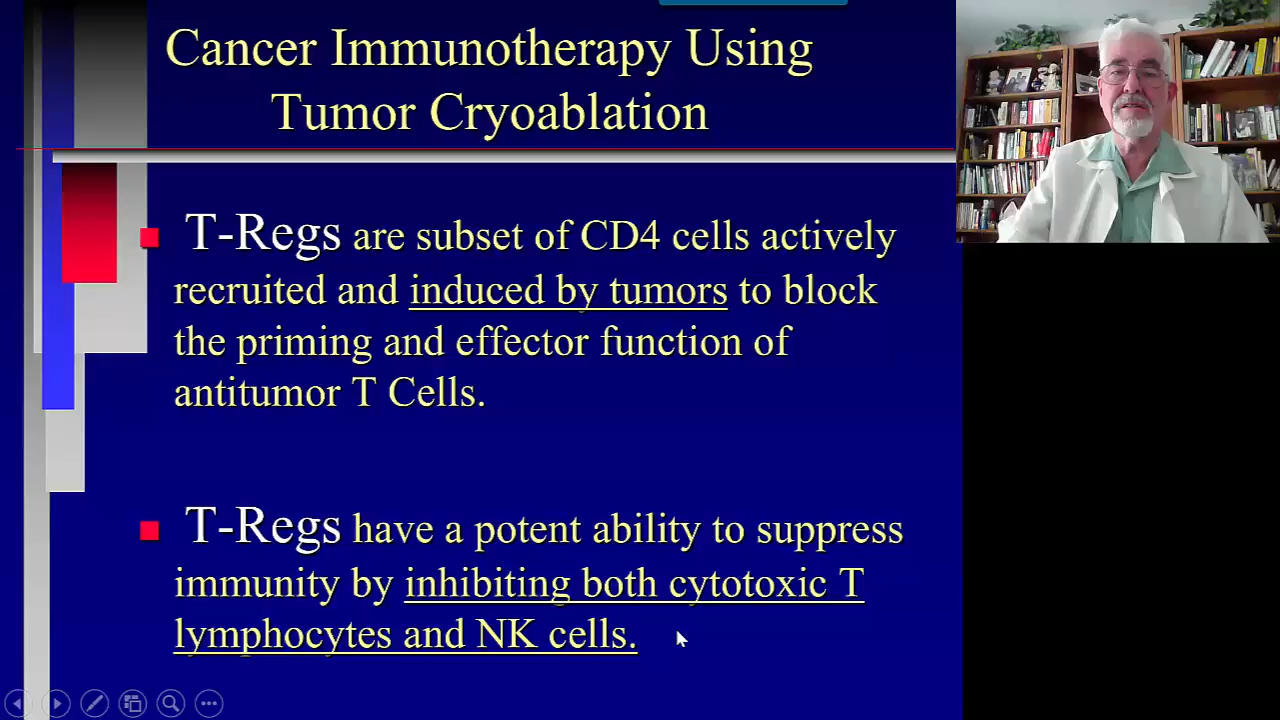 Cancer Immunotherapy Using
Tumor Cryoablation
T-Regs are subset of CD4 cells actively
recruited and induced by tumors to block
the priming and effector function of
antitumor T Cells.
T-Regs have a potent ability to suppress
immunity by inhibiting both cytotoxic T
lymphocytes and NK cells.